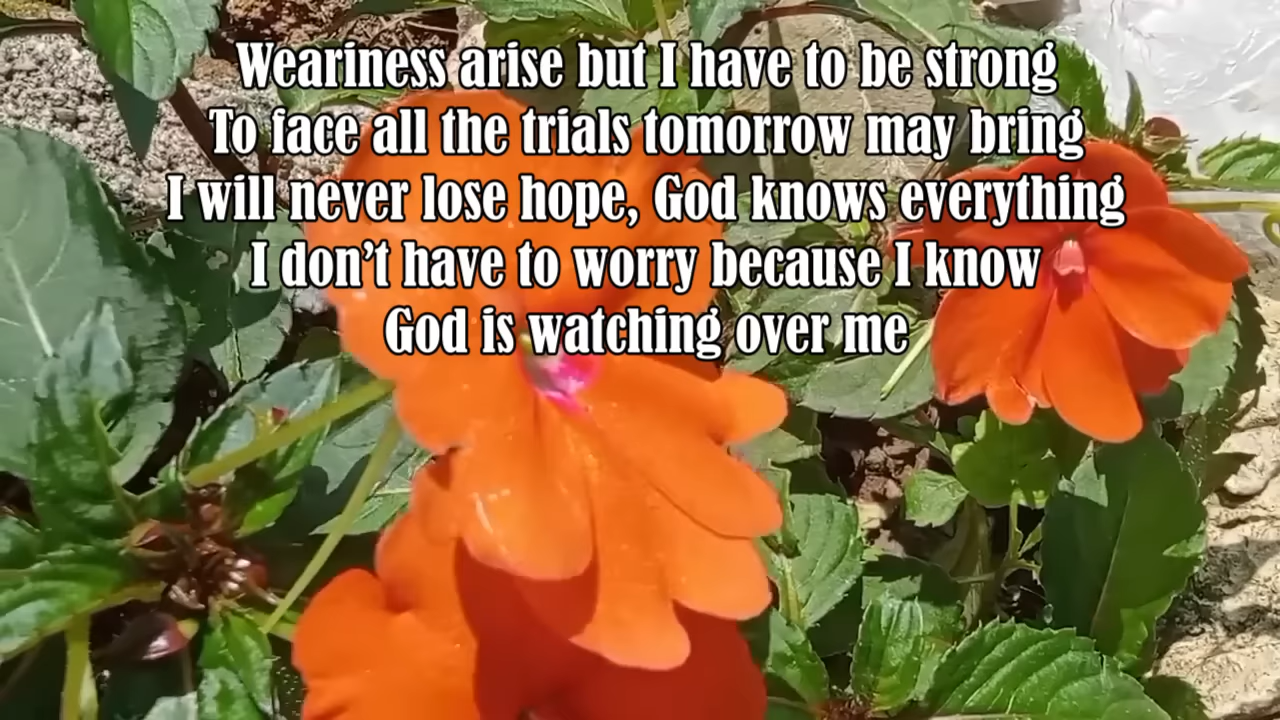 Weariness arise but I have to be strong
To face all the trials tomorrow may bring
I will never lose hope, God knows everything
I don’t have to worry because I know
God is watching over me